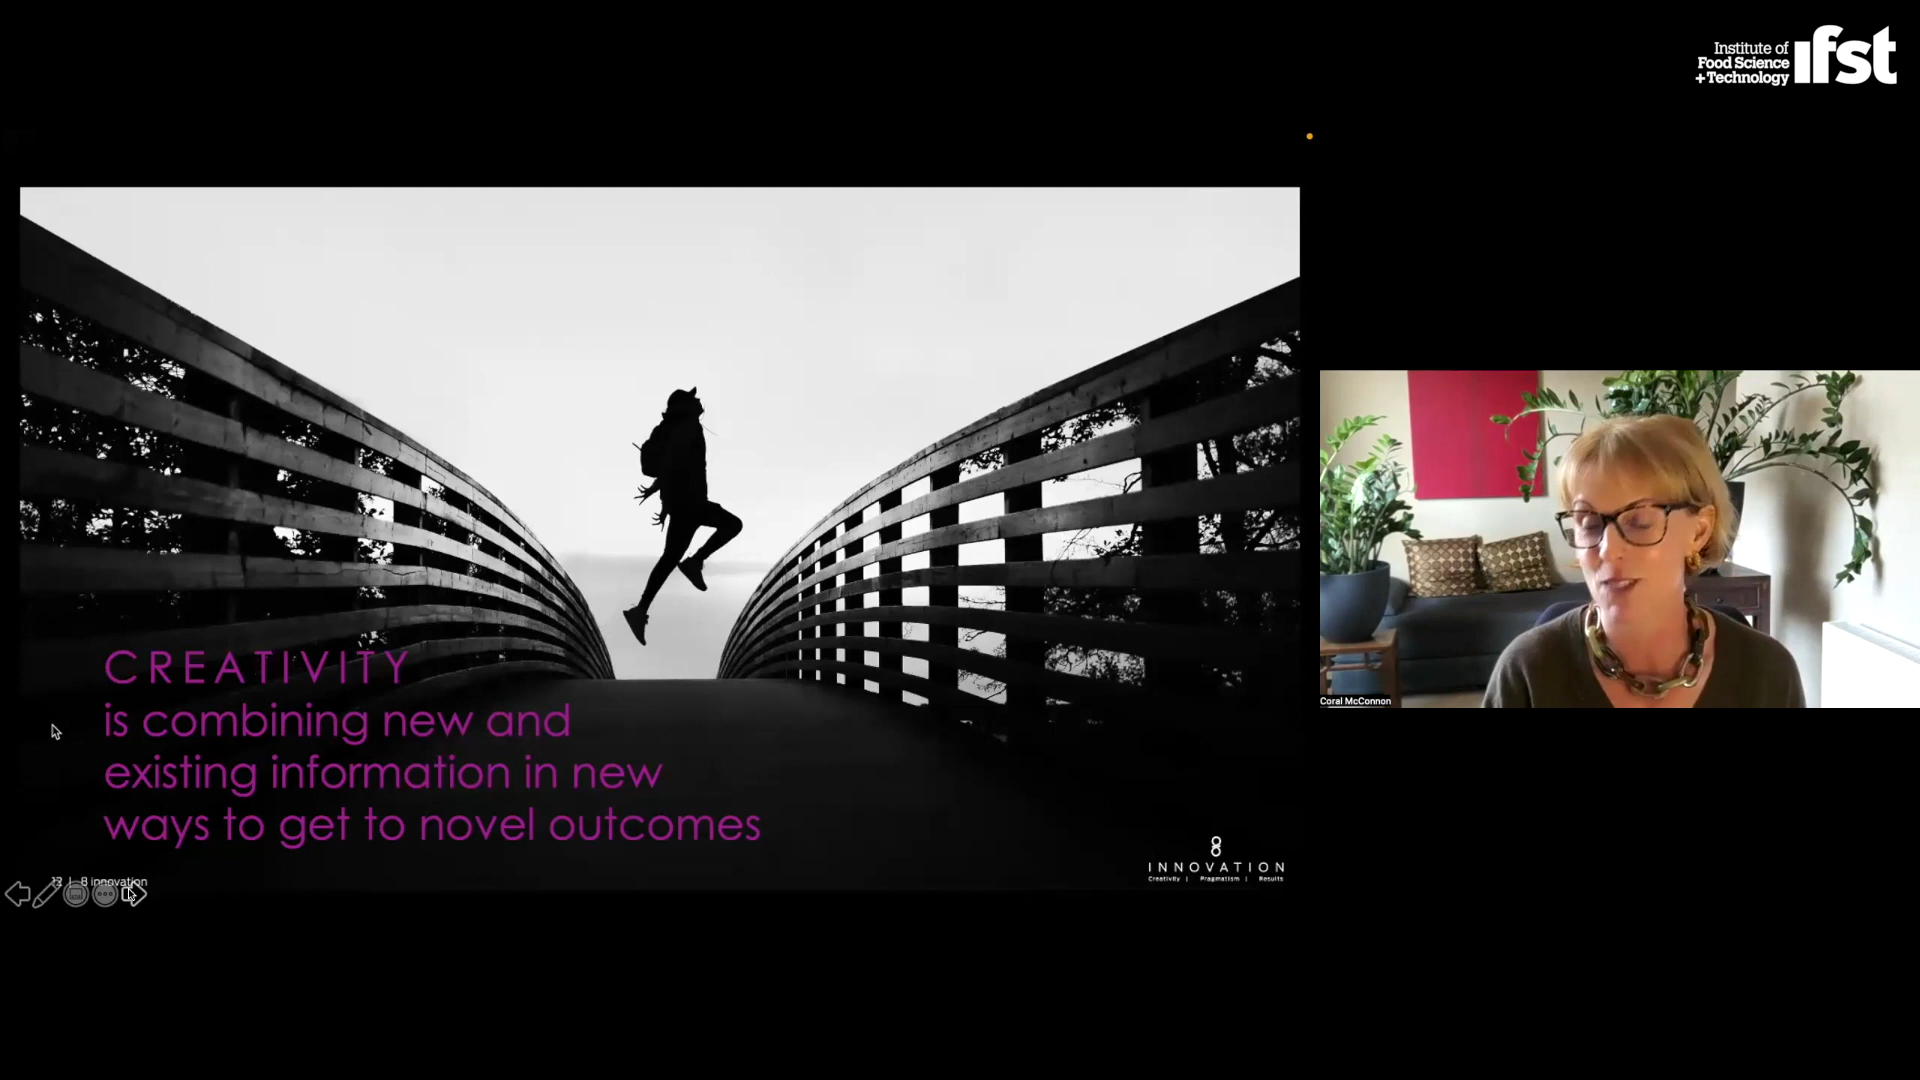 Institute of
Food Science
+Technology
ifst
CREATIVITY
is combining new and
existing information in new
ways to get to novel outcomes
Coral McConnon
12 | 8 innovation
8
INNOVATION
Creativity | Pragmatism | Results